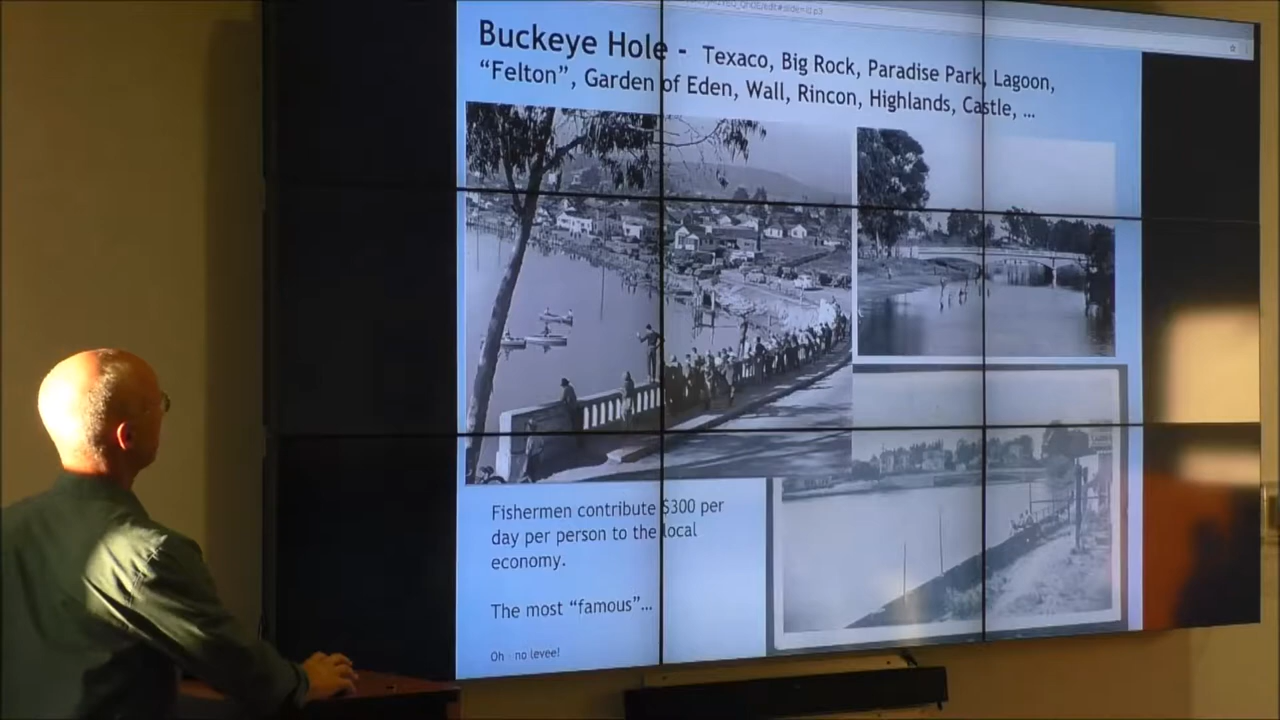 Buckeye Hole - Texaco, Big Rock, Paradise Park, Lagoon,
“Felton”, Garden of Eden, Wall, Rincon, Highlands, Castle, ...
Fishermen contribute $300 per
day per person to the local
economy.
The most “famous”...
Oh no levee!